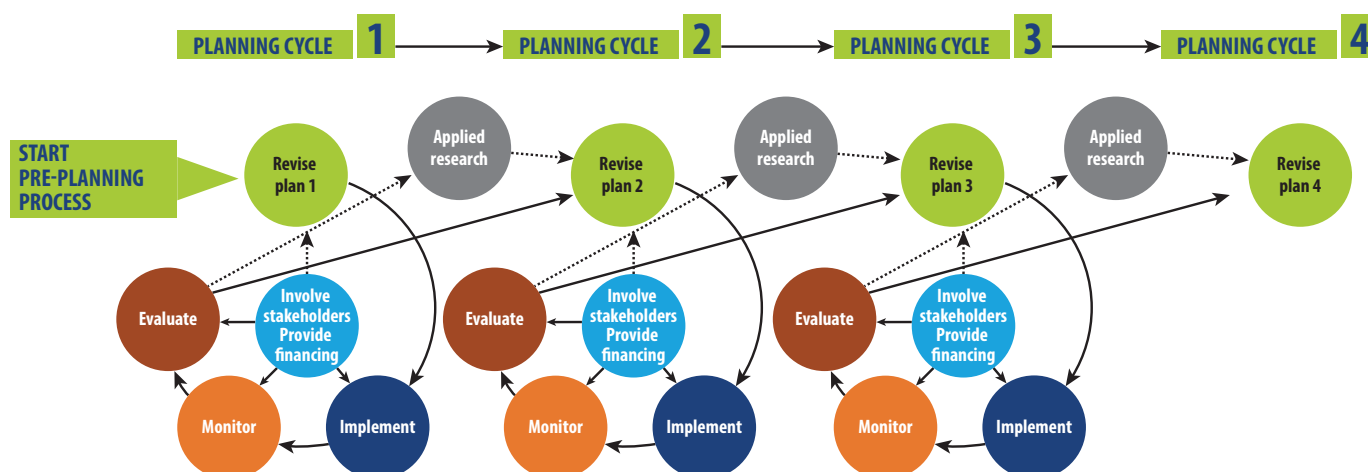 PLANNING CYCLE 1
PLANNING CYCLE 2
PLANNING CYCLE 3
PLANNING CYCLE 4
START
PRE-PLANNING
PROCESS
Revise
plan 1
Applied
research
Revise
plan 2
Applied
research
Revise
plan 3
Applied
research
Revise
plan 4
Evaluate
Involve
stakeholders
Provide
financing
Monitor
Implement
Evaluate
Involve
stakeholders
Provide
financing
Monitor
Implement
Evaluate
Involve
stakeholders
Provide
financing
Monitor
Implement